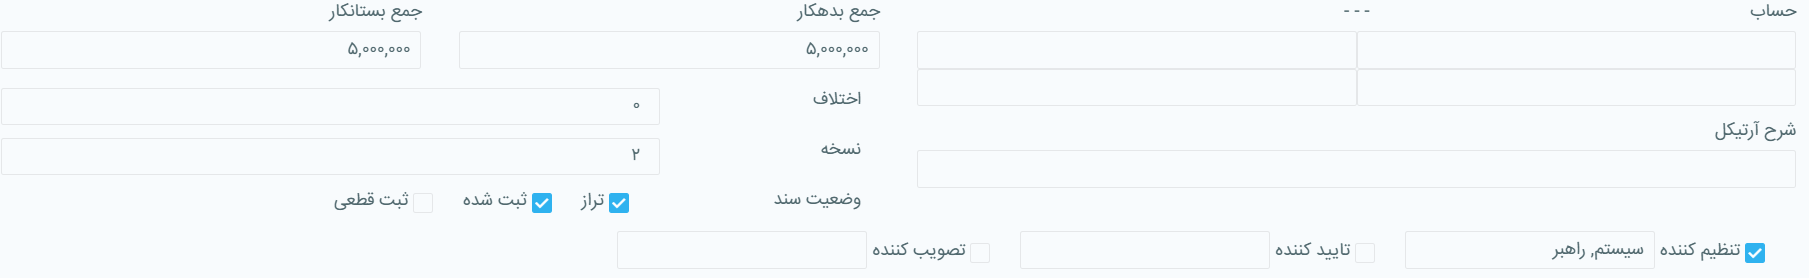 حساب - - - جمع بدهکار جمع بستانکار
۵,۰۰۰,۰۰۰ ۵,۰۰۰,۰۰۰
اختلاف ۰
شرح آرتیکل
نسخه ۲
وضعیت سند تراز ثبت شده ثبت قطعی
تنظیم کننده سیستم, راهبر تایید کننده تصویب کننده